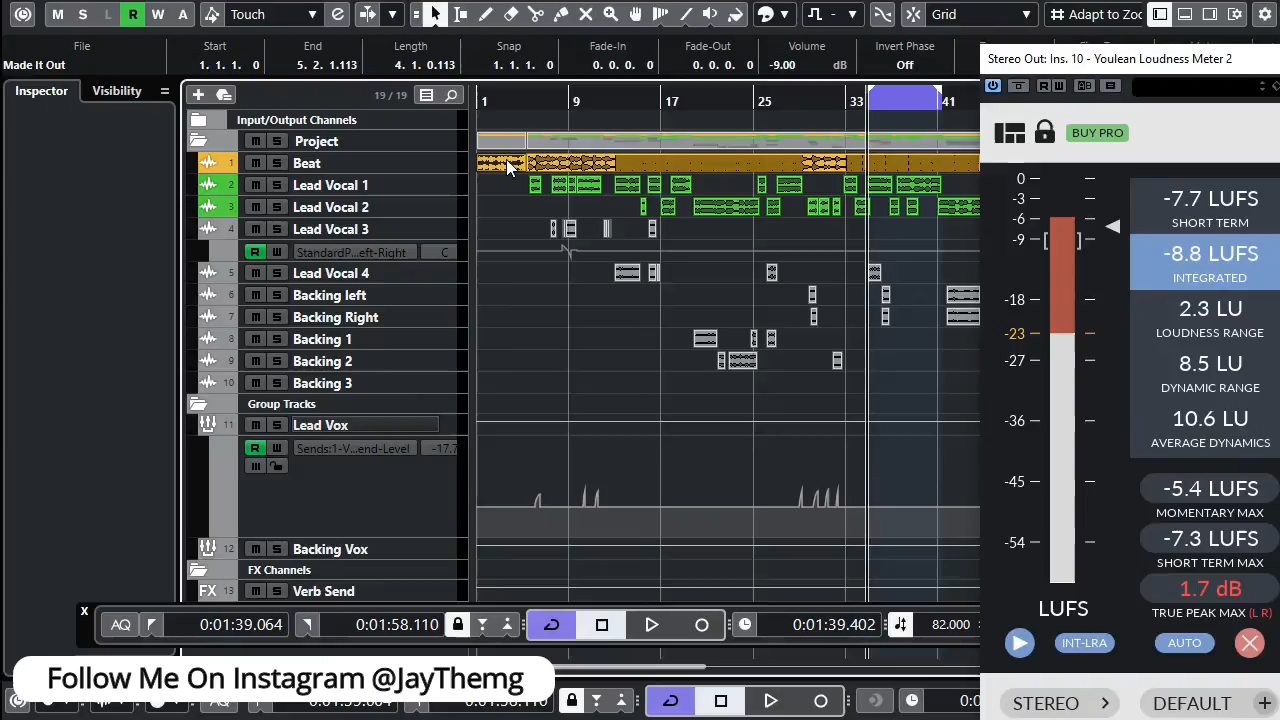 R W A Touch Grid Adapt to Zoo
File Start End Length Snap Fade-In Fade-Out Volume Invert Phase
Made It Out 1. 1. 1. 0 5. 2. 1.113 4. 1. 0.113 1. 1. 1. 0 0. 0. 0. 0 0. 0. 0. 0 -9.00 dB Off
Stereo Out: Ins. 10 - Youlean Loudness Meter 2
Inspector Visibility
19 / 19
1 9 17 25 33 41
Input/Output Channels
Project
1 m S Beat
2 m S Lead Vocal 1
3 m S Lead Vocal 2
4 m S Lead Vocal 3
R W StandardP...eft-Right C
5 m S Lead Vocal 4
6 m S Backing left
7 m S Backing Right
8 m S Backing 1
9 m S Backing 2
10 m S Backing 3
Group Tracks
11 m S Lead Vox
R W Sends:1-V...end-Level -17.7
12 m S Backing Vox
FX Channels
FX 13 m S Verb Send
X
AQ 0:01:39.064 0:01:58.110 0:01:39.402 82.000
Follow Me On Instagram @JayThemg
BUY PRO
0
-3
-6
-9
-18
-23
-27
-36
-45
-54
LUFS
-7.7 LUFS
SHORT TERM
-8.8 LUFS
INTEGRATED
2.3 LU
LOUDNESS RANGE
8.5 LU
DYNAMIC RANGE
10.6 LU
AVERAGE DYNAMICS
-5.4 LUFS
MOMENTARY MAX
-7.3 LUFS
SHORT TERM MAX
1.7 dB
TRUE PEAK MAX (L R)
INT-LRA AUTO
STEREO DEFAULT